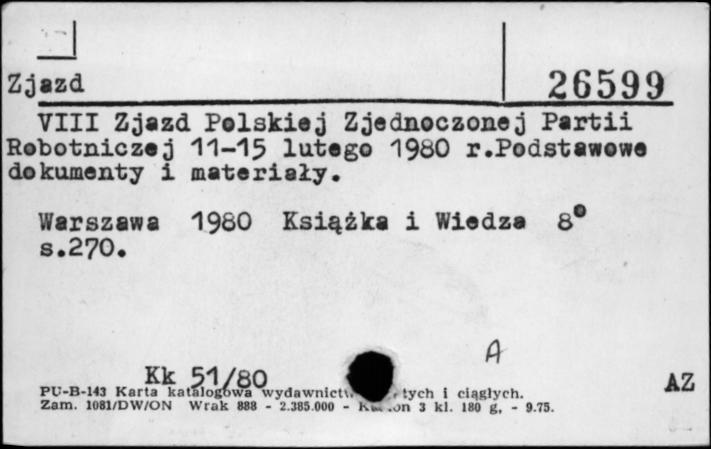 Zjazd 26599
VIII Zjazd Polskiej Zjednoczonej Partii
Robotniczej 11-15 lutego 1980 r.Podstawowe
dokumenty i materiały.
Warszawa 1980 Książka i Wiedza 8°
s.270.
A
Kk 51/80
AZ
PU-B-143 Karta katalogowa wydawnictw tych i ciągłych.
Zam. 1081/DW/ON Wrak 888 - 2.385.000 - 3 kl. 180 g, - 9.75.